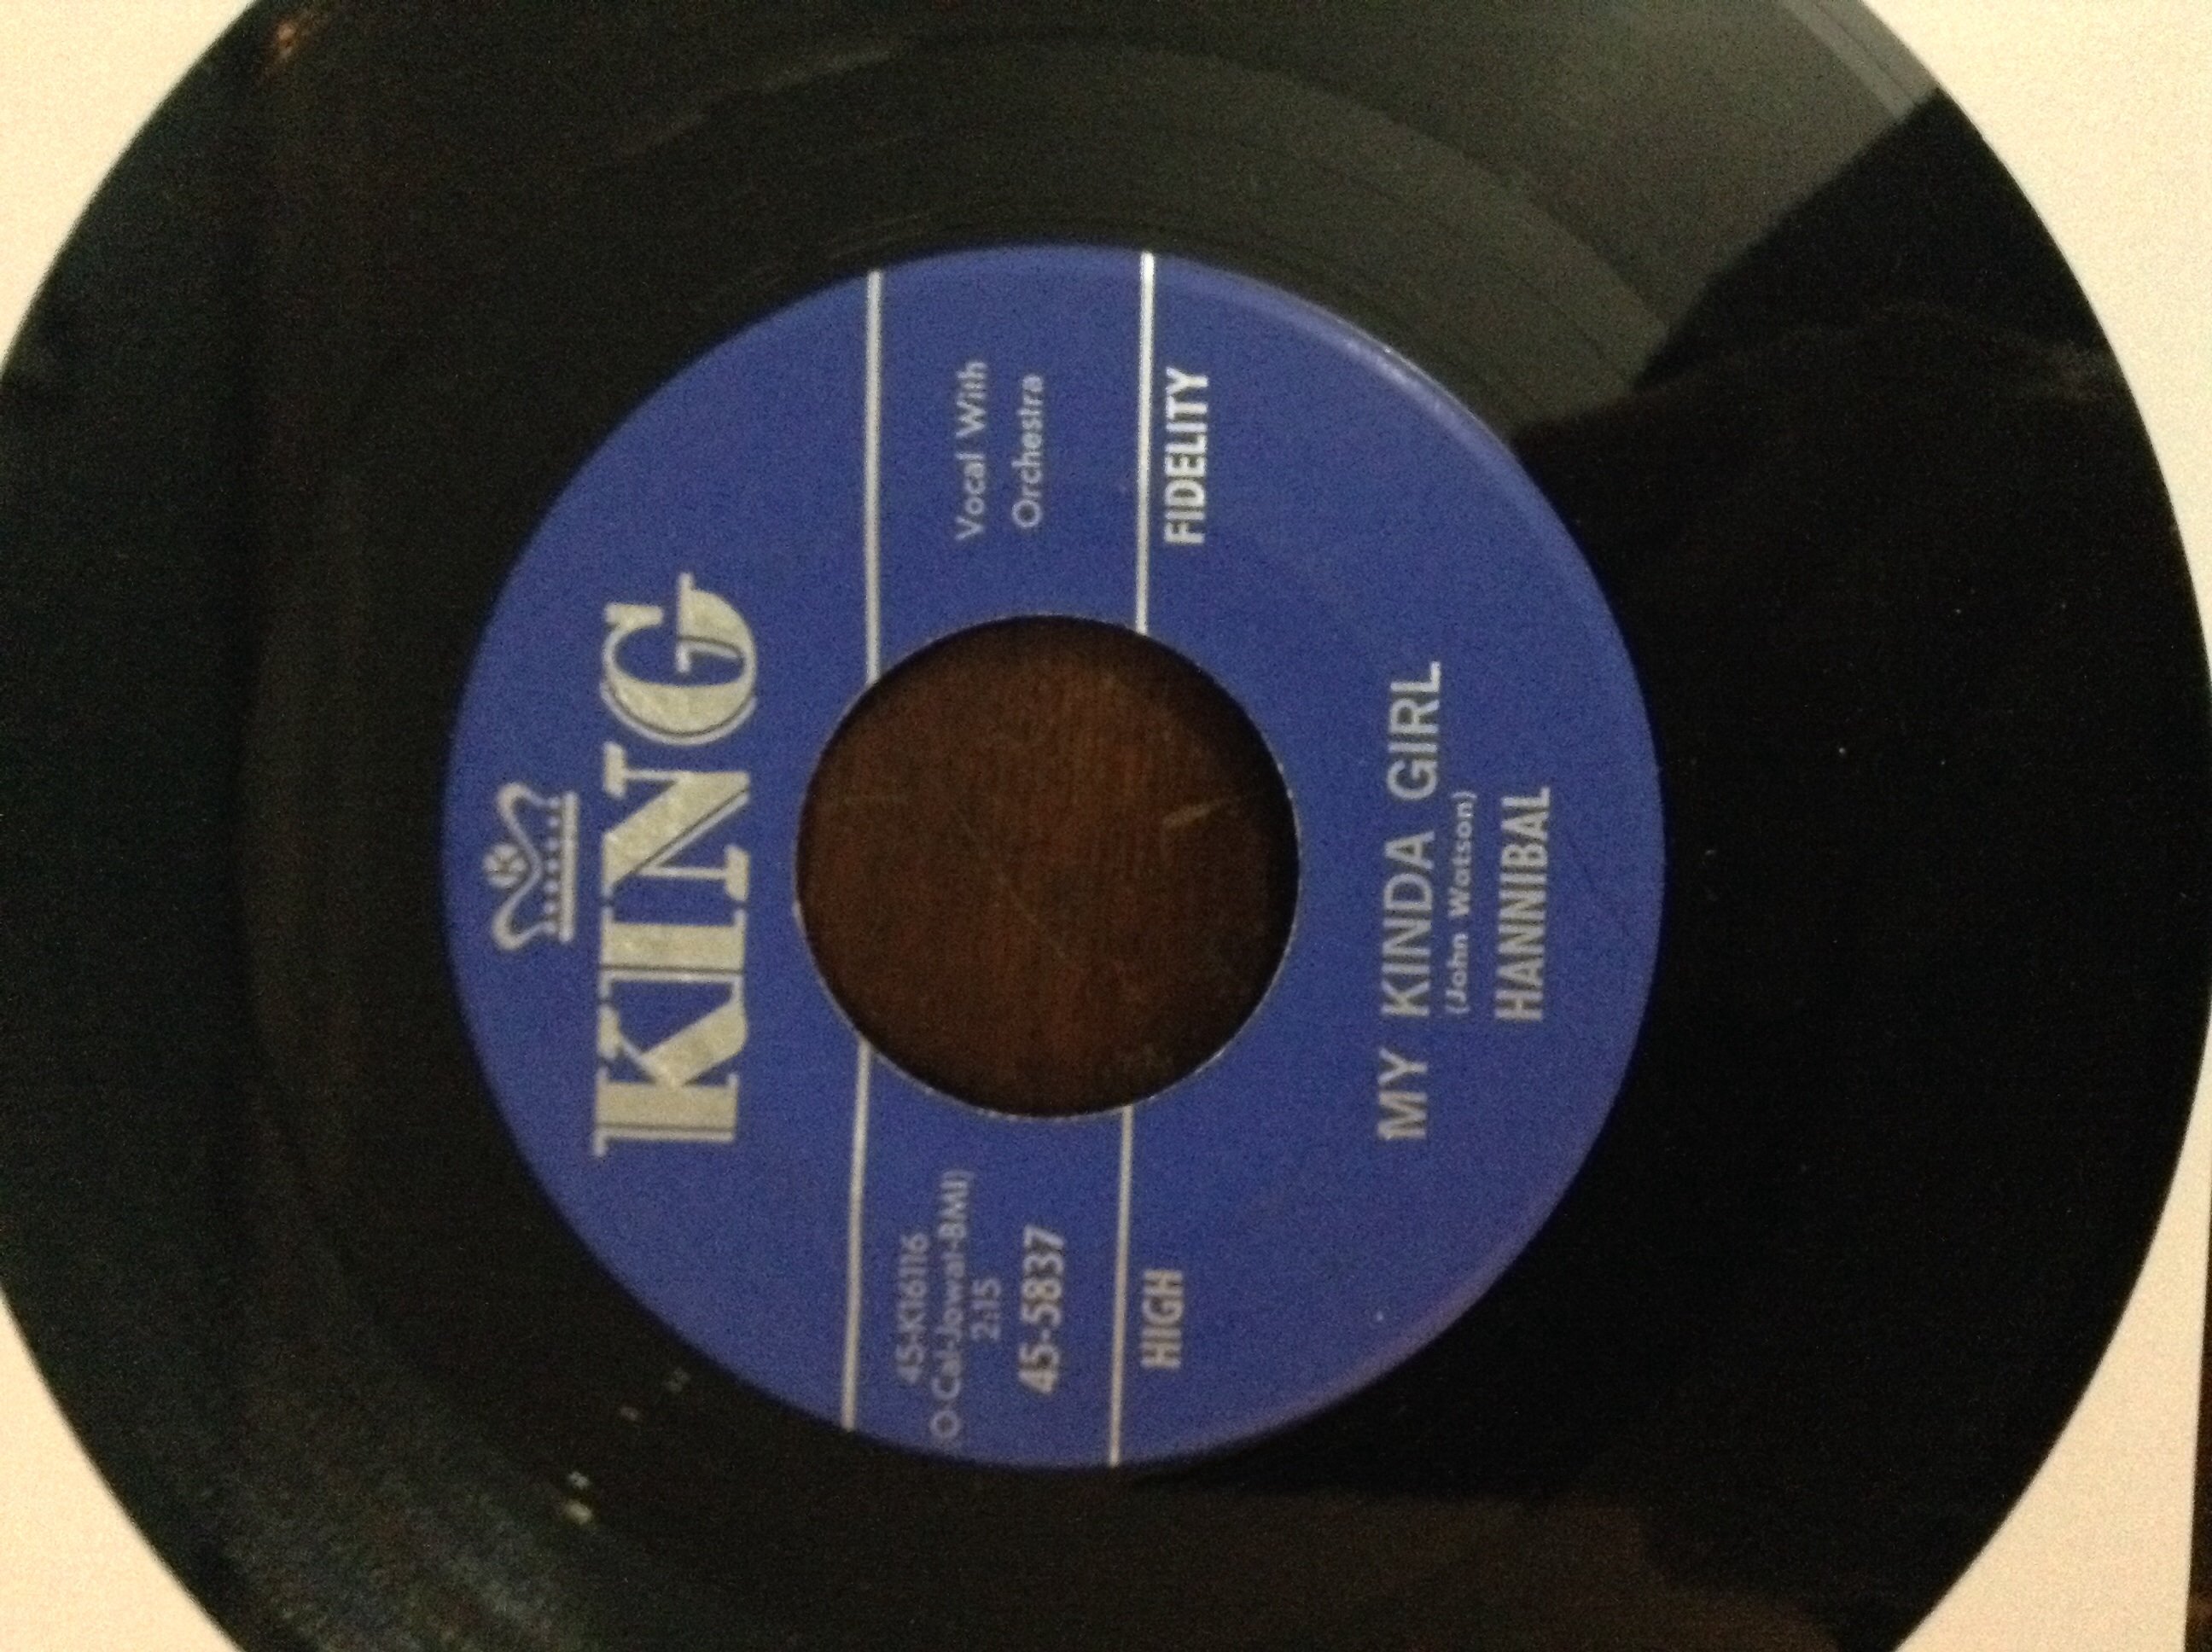 K
KING
45-K16116
(O-Cal-Jowat-BMI)
2:15
45-5837
Vocal With
Orchestra
HIGH FIDELITY
MY KINDA GIRL
(John Watson)
HANNIBAL